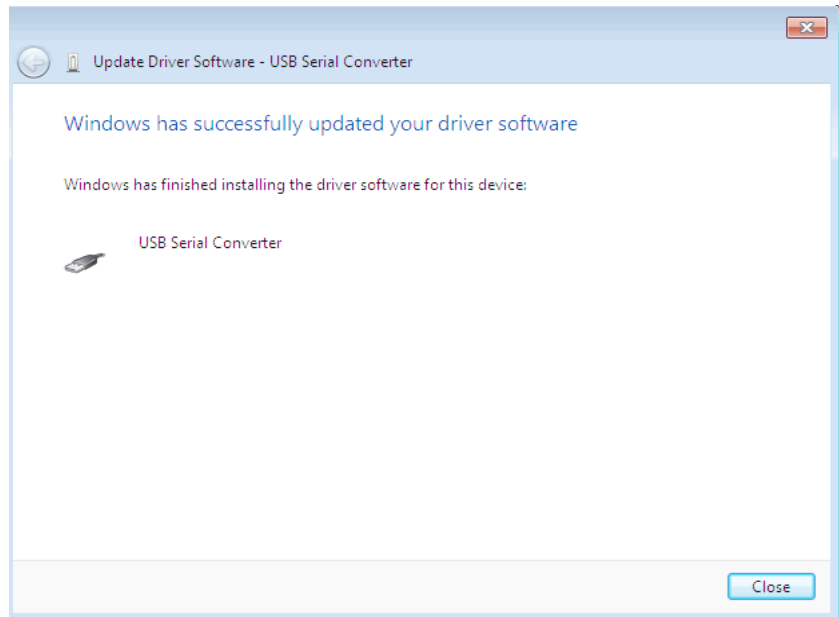 Update Driver Software - USB Serial Converter
Windows has successfully updated your driver software
Windows has finished installing the driver software for this device:
USB Serial Converter
Close